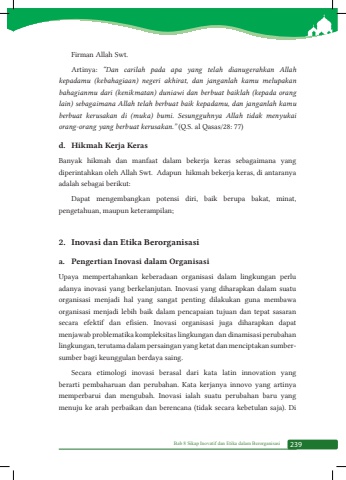 Firman Allah Swt.
Artinya: "Dan carilah pada apa yang telah dianugerahkan Allah
kepadamu (kebahagiaan) negeri akhirat, dan janganlah kamu melupakan
bahagianmu dari (kenikmatan) duniawi dan berbuat baiklah (kepada orang
lain) sebagaimana Allah telah berbuat baik kepadamu, dan janganlah kamu
berbuat kerusakan di (muka) bumi. Sesungguhnya Allah tidak menyukai
orang-orang yang berbuat kerusakan." (Q.S. al Qasas/28: 77)
d. Hikmah Kerja Keras
Banyak hikmah dan manfaat dalam bekerja keras sebagaimana yang
diperintahkan oleh Allah Swt. Adapun hikmah bekerja keras, di antaranya
adalah sebagai berikut:
Dapat mengembangkan potensi diri, baik berupa bakat, minat,
pengetahuan, maupun keterampilan;
2. Inovasi dan Etika Berorganisasi
a. Pengertian Inovasi dalam Organisasi
Upaya mempertahankan keberadaan organisasi dalam lingkungan perlu
adanya inovasi yang berkelanjutan. Inovasi yang diharapkan dalam suatu
organisasi menjadi hal yang sangat penting dilakukan guna membawa
organisasi menjadi lebih baik dalam pencapaian tujuan dan tepat sasaran
secara efektif dan efisien. Inovasi organisasi juga diharapkan dapat
menjawab problematika kompleksitas lingkungan dan dinamisasi perubahan
lingkungan, terutama dalam persaingan yang ketat dan menciptakan sumber-
sumber bagi keunggulan berdaya saing.
Secara etimologi inovasi berasal dari kata latin innovation yang
berarti pembaharuan dan perubahan. Kata kerjanya innovo yang artinya
memperbarui dan mengubah. Inovasi ialah suatu perubahan baru yang
menuju ke arah perbaikan dan berencana (tidak secara kebetulan saja). Di
Bab 8 Sikap Inovatif dan Etika dalam Berorganisasi 239